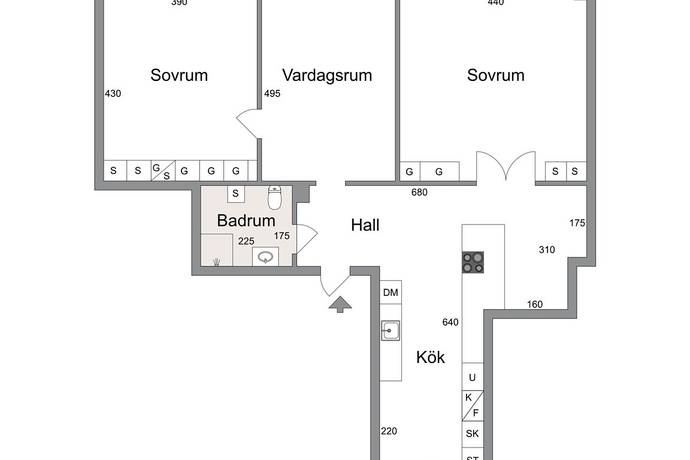 390
440
Sovrum
Vardagsrum
Sovrum
430
495
S
S
G
S
G
G
G
G
G
S
S
S
680
Badrum
Hall
175
175
225
310
DM
160
640
Kök
U
K
F
220
SK
ST